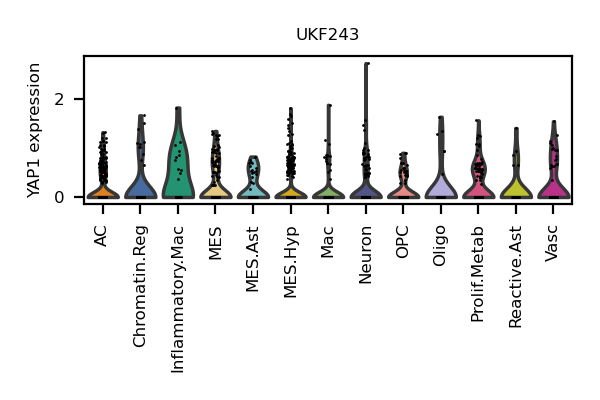 UKF243
YAP1 expression
2
0
AC
Chromatin.Reg
Inflammatory.Mac
MES
MES.Ast
MES.Hyp
Mac
Neuron
OPC
Oligo
Prolif.Metab
Reactive.Ast
Vasc